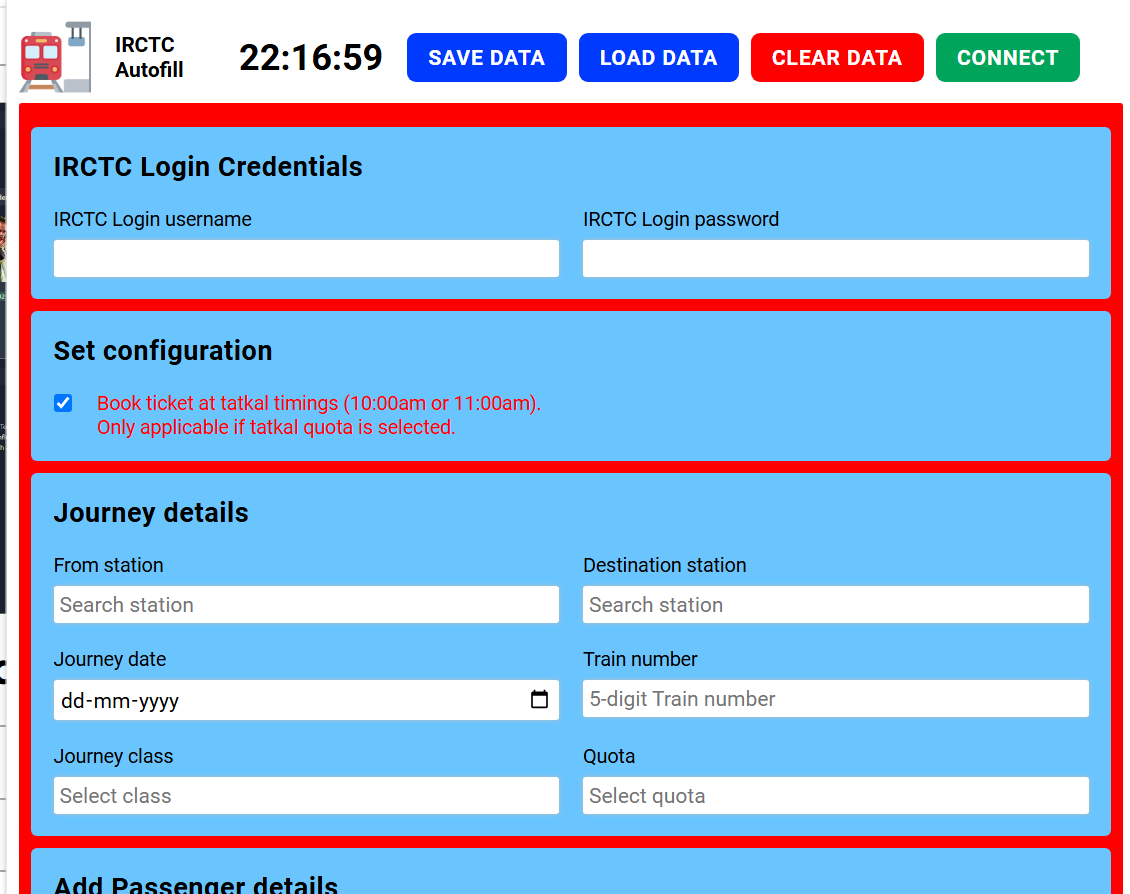 IRCTC
Autofill
22:16:59
SAVE DATA
LOAD DATA
CLEAR DATA
CONNECT
IRCTC Login Credentials
IRCTC Login username
IRCTC Login password
Set configuration
Book ticket at tatkal timings (10:00am or 11:00am).
Only applicable if tatkal quota is selected.
Journey details
From station
Destination station
Search station
Search station
Journey date
Train number
dd-mm-yyyy
5-digit Train number
Journey class
Quota
Select class
Select quota
Add Passenger details